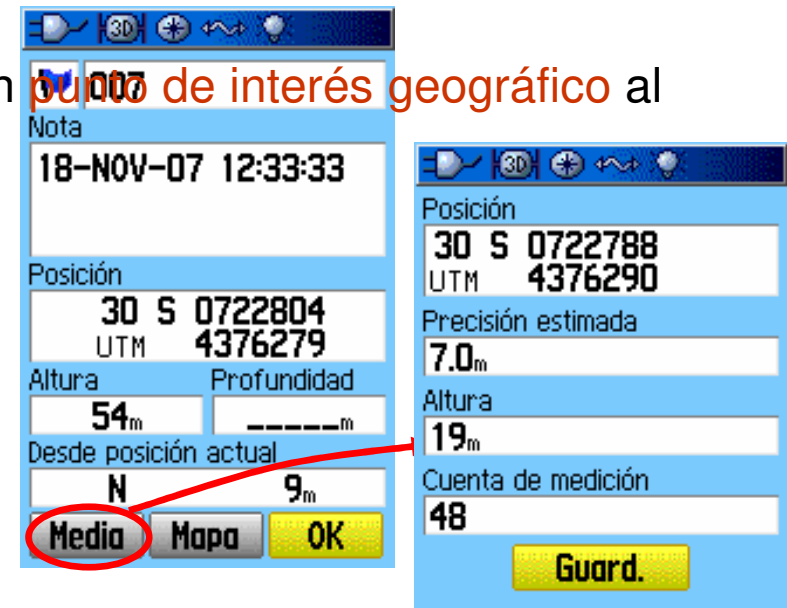 3D
n punto de interés geográfico al
007
Nota
18-NOV-07 12:33:33
Posición
30 S 0722804
UTM 4376279
Altura Profundidad
54m _____m
Desde posición actual
N 9m
Media Mapa OK
3D
Posición
30 S 0722788
UTM 4376290
Precisión estimada
7.0m
Altura
19m
Cuenta de medición
48
Guard.